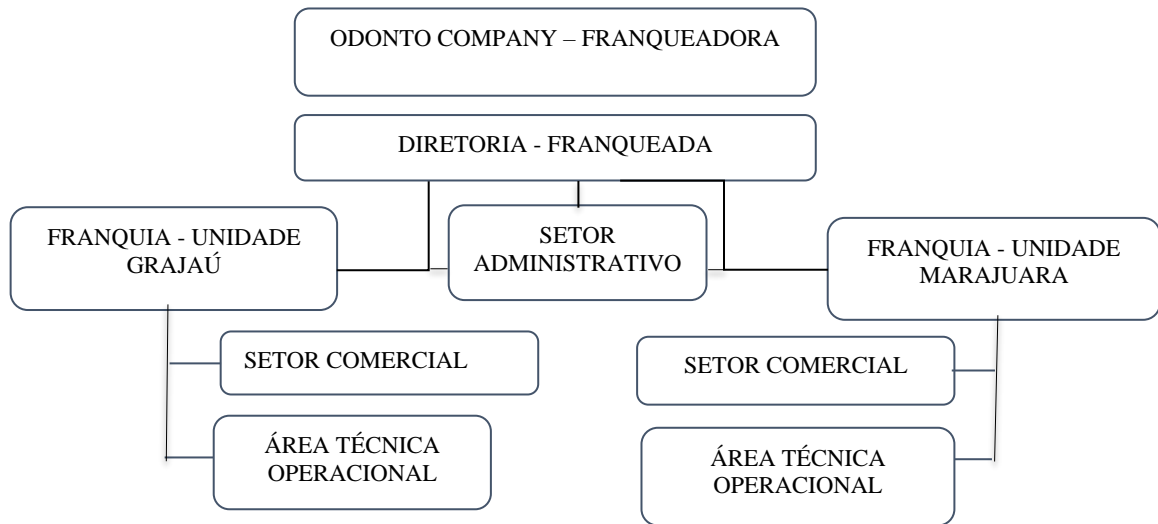 ODONTO COMPANY – FRANQUEADORA
DIRETORIA - FRANQUEADA
FRANQUIA - UNIDADE
GRAJAÚ
SETOR
ADMINISTRATIVO
FRANQUIA - UNIDADE
MARAJUARA
SETOR COMERCIAL
SETOR COMERCIAL
ÁREA TÉCNICA
OPERACIONAL
ÁREA TÉCNICA
OPERACIONAL